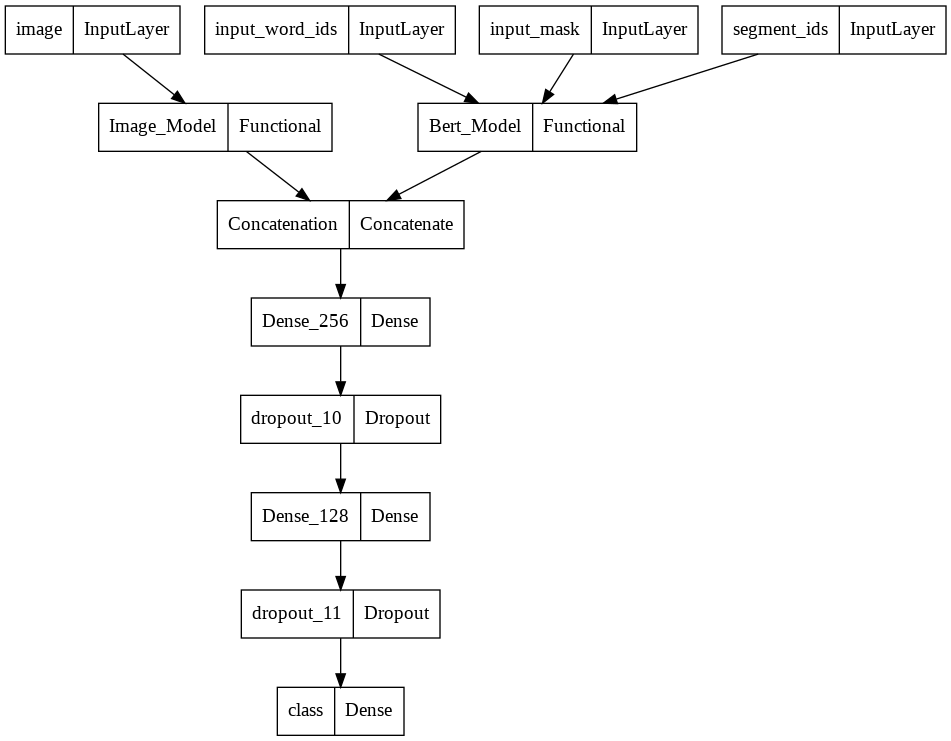 image InputLayer input_word_ids InputLayer input_mask InputLayer segment_ids InputLayer
Image_Model Functional Bert_Model Functional
Concatenation Concatenate
Dense_256 Dense
dropout_10 Dropout
Dense_128 Dense
dropout_11 Dropout
class Dense